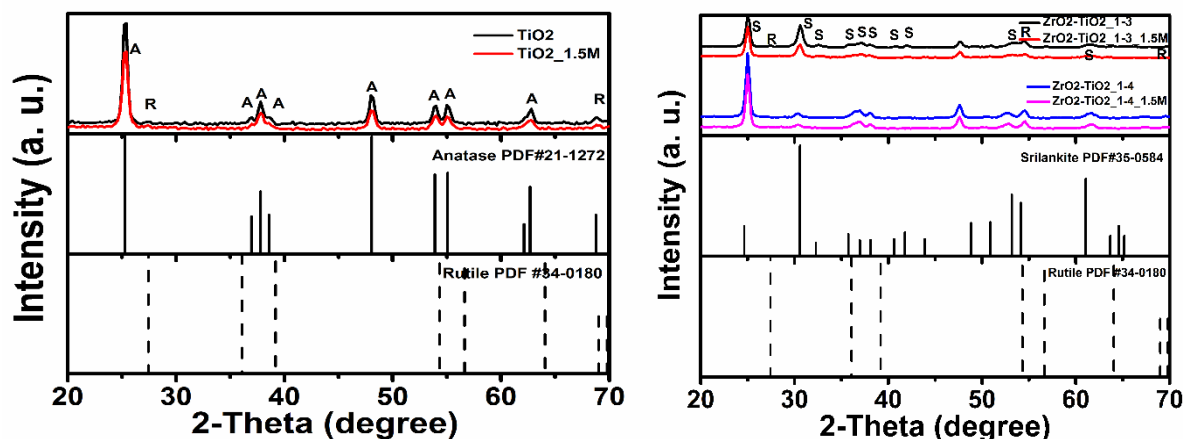 TiO2
TiO2_1.5M
A
R
A
A
A
A
A
A
A
R
Anatase PDF#21-1272
Rutile PDF #34-0180
Intensity (a. u.)
20 30 40 50 60 70
2-Theta (degree)
ZrO2-TiO2_1-3
ZrO2-TiO2_1-3_1.5M
S
R
S
S
S
S
S
S
S
S
R
S
R
ZrO2-TiO2_1-4
ZrO2-TiO2_1-4_1.5M
Srilankite PDF#35-0584
Rutile PDF #34-0180
Intensity (a. u.)
20 30 40 50 60 70
2-Theta (degree)